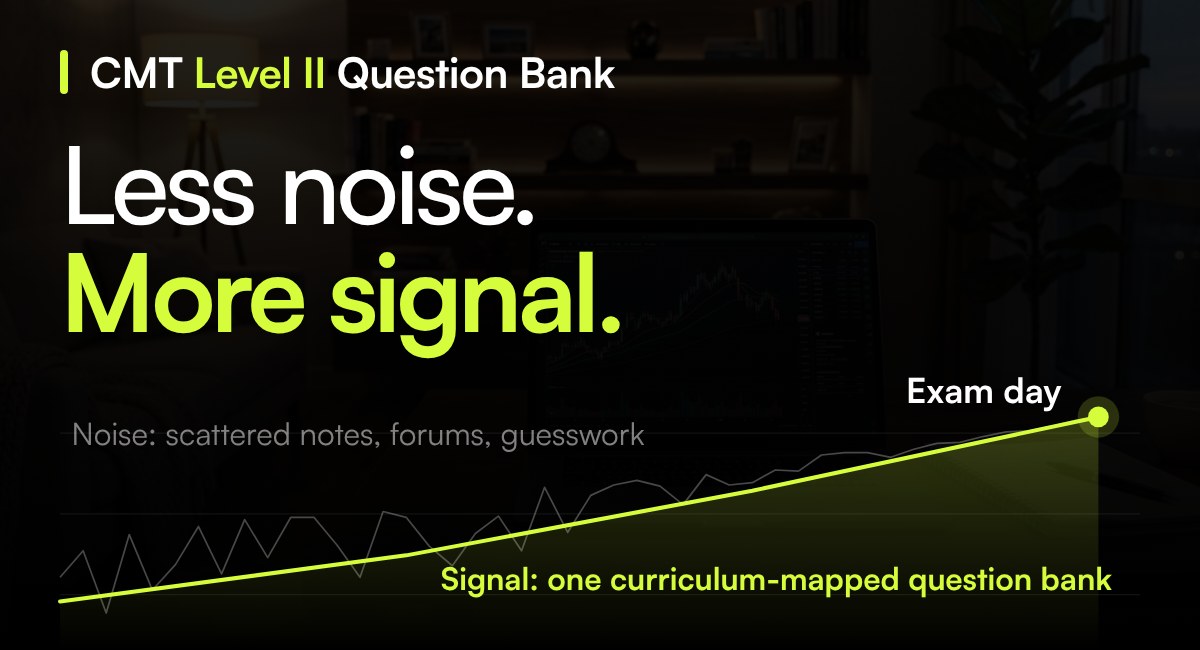 CMT Level II Question Bank
Less noise.
More signal.
Exam day
Noise: scattered notes, forums, guesswork
Signal: one curriculum-mapped question bank